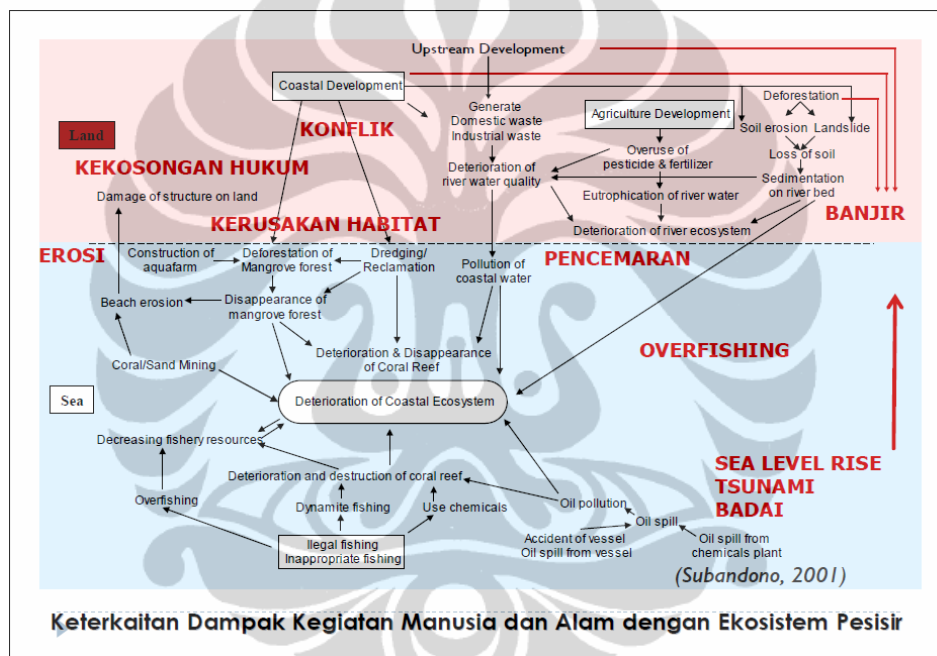 Upstream Development
Coastal Development
Deforestation
Generate
Domestic waste
Industrial waste
Agriculture Development
KONFLIK
Soil erosion
Landslide
Land
Overuse of
pesticide & fertilizer
Loss of soil
KEKOSONGAN HUKUM
Deterioration of
river water quality
Sedimentation
on river bed
Damage of structure on land
Eutrophication of river water
KERUSAKAN HABITAT
BANJIR
Deterioration of river ecosystem
EROSI
Construction of
aquafarm
Deforestation of
Mangrove forest
Dredging/
Reclamation
Pollution of
coastal water
PENCEMARAN
Beach erosion
Disappearance of
mangrove forest
OVERFISHING
Deterioration & Disappearance
of Coral Reef
Coral/Sand Mining
Sea
Deterioration of Coastal Ecosystem
Decreasing fishery resources
Deterioration and destruction of coral reef
SEA LEVEL RISE
TSUNAMI
BADAI
Overfishing
Dynamite fishing
Use chemicals
Oil pollution
Oil spill
Ilegal fishing
Inappropriate fishing
Accident of vessel
Oil spill from vessel
Oil spill from
chemicals plant
(Subandono, 2001)
Keterkaitan Dampak Kegiatan Manusia dan Alam dengan Ekosistem Pesisir